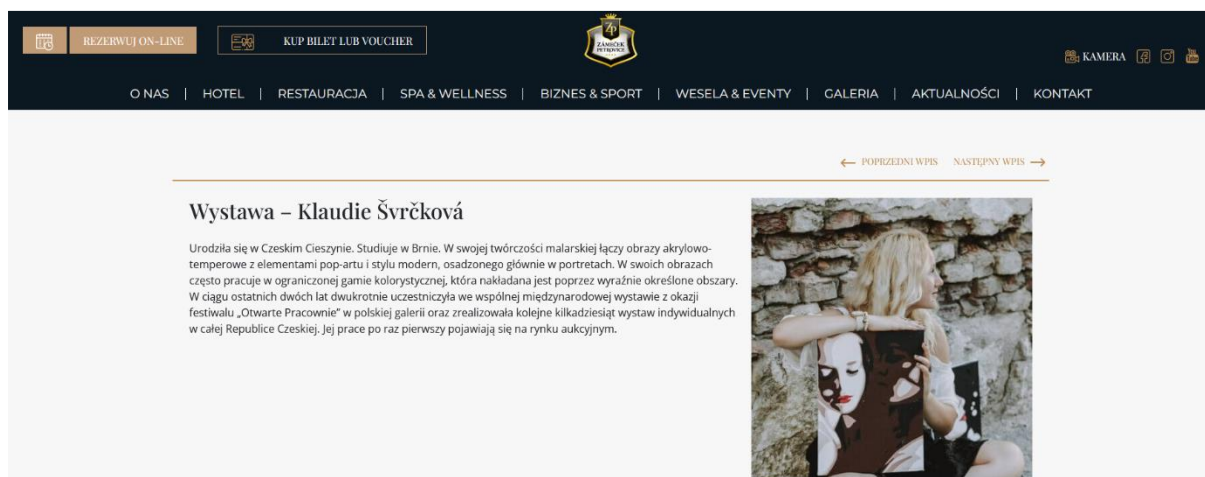 REZERWUJ ON-LINE
KUP BILET LUB VOUCHER
ZP
ZÁMEČEK
PETROVICE
KAMERA
O NAS | HOTEL | RESTAURACJA | SPA & WELLNESS | BIZNES & SPORT | WESELA & EVENTY | GALERIA | AKTUALNOŚCI | KONTAKT
← POPRZEDNI WPIS NASTĘPNY WPIS →
Wystawa – Klaudie Švrčková
Urodziła się w Czeskim Cieszynie. Studiuje w Brnie. W swojej twórczości malarskiej łączy obrazy akrylowo-
temperowe z elementami pop-artu i stylu modern, osadzonego głównie w portretach. W swoich obrazach
często pracuje w ograniczonej gamie kolorystycznej, która nakładana jest poprzez wyraźnie określone obszary.
W ciągu ostatnich dwóch lat dwukrotnie uczestniczyła we wspólnej międzynarodowej wystawie z okazji
festiwalu „Otwarte Pracownie” w polskiej galerii oraz zrealizowała kolejne kilkadziesiąt wystaw indywidualnych
w całej Republice Czeskiej. Jej prace po raz pierwszy pojawiają się na rynku aukcyjnym.